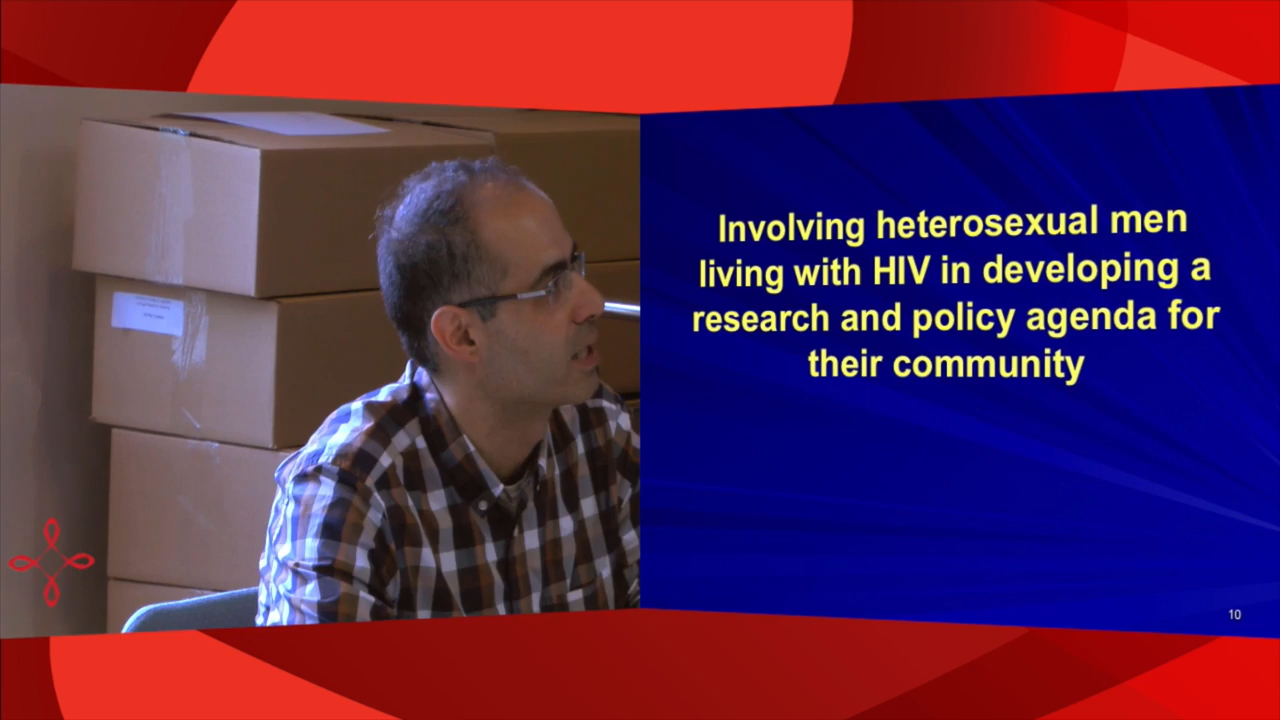 Involving heterosexual men
living with HIV in developing a
research and policy agenda for
their community
10